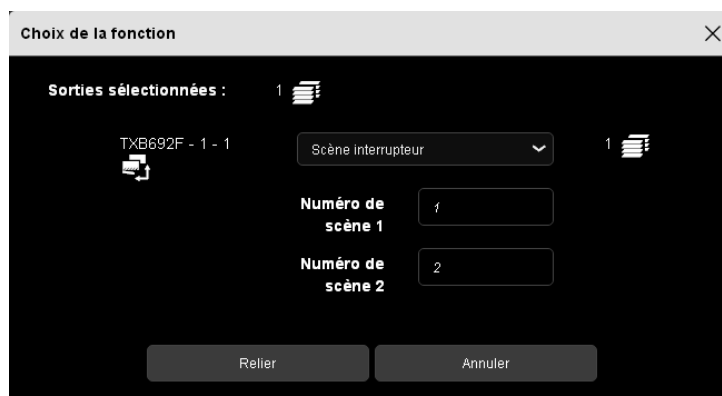 Choix de la fonction
Sorties sélectionnées : 1
TXB692F - 1 - 1 Scène interrupteur 1
Numéro de scène 1 1
Numéro de scène 2 2
Relier Annuler